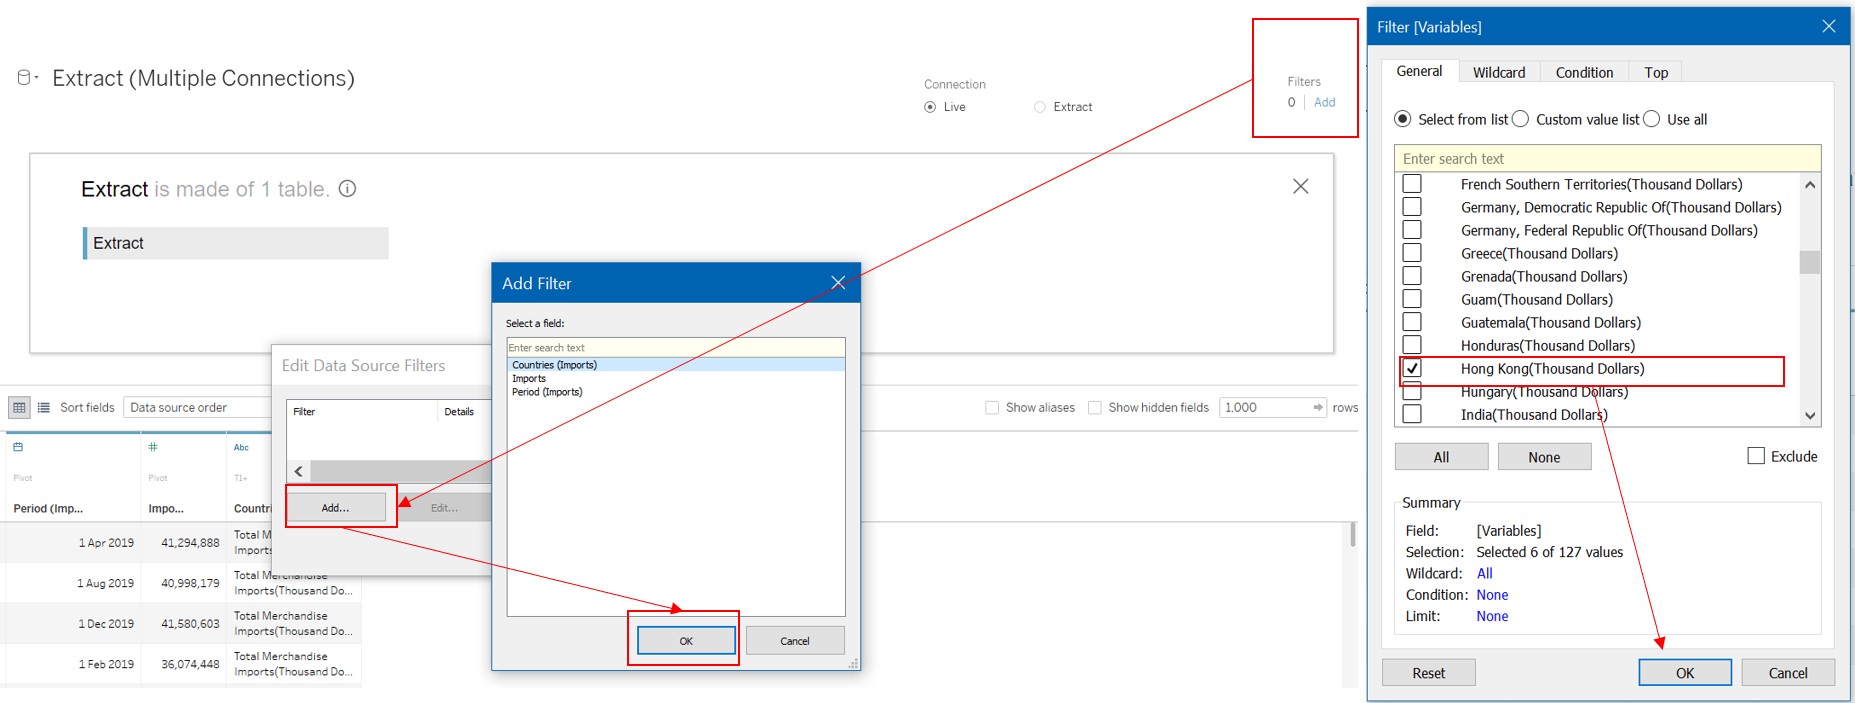 Extract (Multiple Connections)
Connection
Live
Extract
Filters
0 | Add
Extract is made of 1 table.
Extract
Edit Data Source Filters
Filter
Details
Add...
Edit...
Add Filter
Select a field:
Enter search text
Countries (Imports)
Imports
Period (Imports)
OK
Cancel
Sort fields
Data source order
Show aliases
Show hidden fields
1,000
rows
Abc
Pivot
Pivot
T1+
Period (Imp...
Impo...
Countri
1 Apr 2019
41,294,888
Total M
Imports
1 Aug 2019
40,998,179
Total Merchandise
Imports(Thousand Do...
1 Dec 2019
41,580,603
Total Merchandise
Imports(Thousand Do...
1 Feb 2019
36,074,448
Total Merchandise
Imports(Thousand Do...
Filter [Variables]
General
Wildcard
Condition
Top
Select from list
Custom value list
Use all
Enter search text
French Southern Territories(Thousand Dollars)
Germany, Democratic Republic Of(Thousand Dollars)
Germany, Federal Republic Of(Thousand Dollars)
Greece(Thousand Dollars)
Grenada(Thousand Dollars)
Guam(Thousand Dollars)
Guatemala(Thousand Dollars)
Honduras(Thousand Dollars)
Hong Kong(Thousand Dollars)
Hungary(Thousand Dollars)
India(Thousand Dollars)
All
None
Exclude
Summary
Field: [Variables]
Selection: Selected 6 of 127 values
Wildcard: All
Condition: None
Limit: None
Reset
OK
Cancel